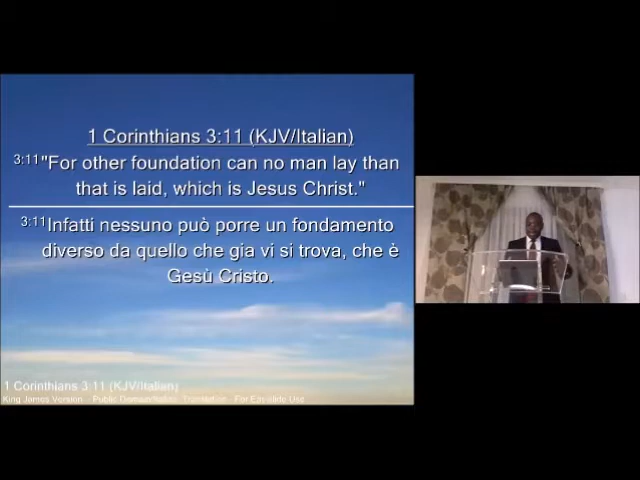 1 Corinthians 3:11 (KJV/Italian)
3:11"For other foundation can no man lay than
that is laid, which is Jesus Christ."
3:11Infatti nessuno può porre un fondamento
diverso da quello che gia vi si trova, che è
Gesù Cristo.
1 Corinthians 3:11 (KJV/Italian)
King James Version - Public Domain For Easislide Use